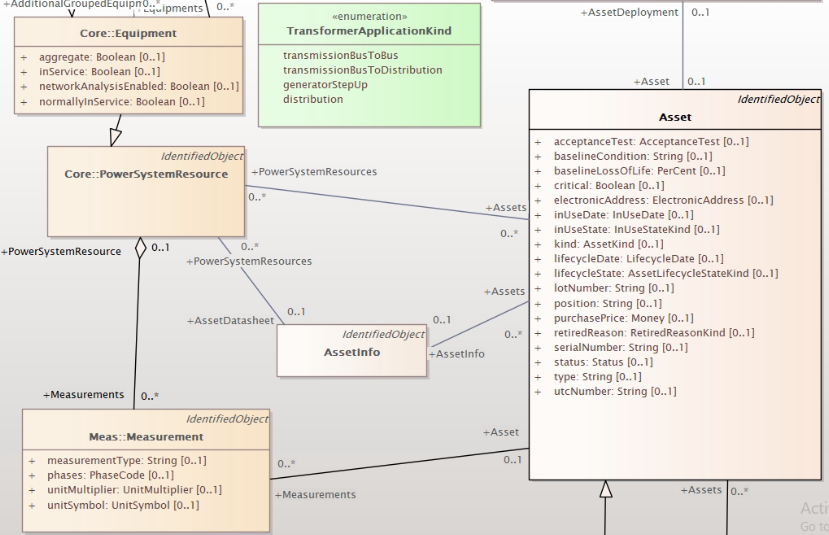 +AdditionalGroupedEquipm
0..*
+Equipments
0..*
Core::Equipment
+ aggregate: Boolean [0..1]
+ inService: Boolean [0..1]
+ networkAnalysisEnabled: Boolean [0..1]
+ normallyInService: Boolean [0..1]
«enumeration»
TransformerApplicationKind
transmissionBusToBus
transmissionBusToDistribution
generatorStepUp
distribution
+AssetDeployment
0..1
+Asset
0..1
IdentifiedObject
Asset
+ acceptanceTest: AcceptanceTest [0..1]
+ baselineCondition: String [0..1]
+ baselineLossOfLife: PerCent [0..1]
+ critical: Boolean [0..1]
+ electronicAddress: ElectronicAddress [0..1]
+ inUseDate: InUseDate [0..1]
+ inUseState: InUseStateKind [0..1]
+ kind: AssetKind [0..1]
+ lifecycleDate: LifecycleDate [0..1]
+ lifecycleState: AssetLifecycleStateKind [0..1]
+ lotNumber: String [0..1]
+ position: String [0..1]
+ purchasePrice: Money [0..1]
+ retiredReason: RetiredReasonKind [0..1]
+ serialNumber: String [0..1]
+ status: Status [0..1]
+ type: String [0..1]
+ utcNumber: String [0..1]
IdentifiedObject
Core::PowerSystemResource
+PowerSystemResources
0..*
+Assets
0..*
+PowerSystemResource
0..1
0..*
+PowerSystemResources
+AssetDatasheet
0..1
+Assets
0..*
0..1
+AssetInfo
IdentifiedObject
AssetInfo
+Measurements
0..*
IdentifiedObject
Meas::Measurement
+ measurementType: String [0..1]
+ phases: PhaseCode [0..1]
+ unitMultiplier: UnitMultiplier [0..1]
+ unitSymbol: UnitSymbol [0..1]
+Asset
0..1
0..*
+Measurements
+Assets
0..*
Acti
Go to